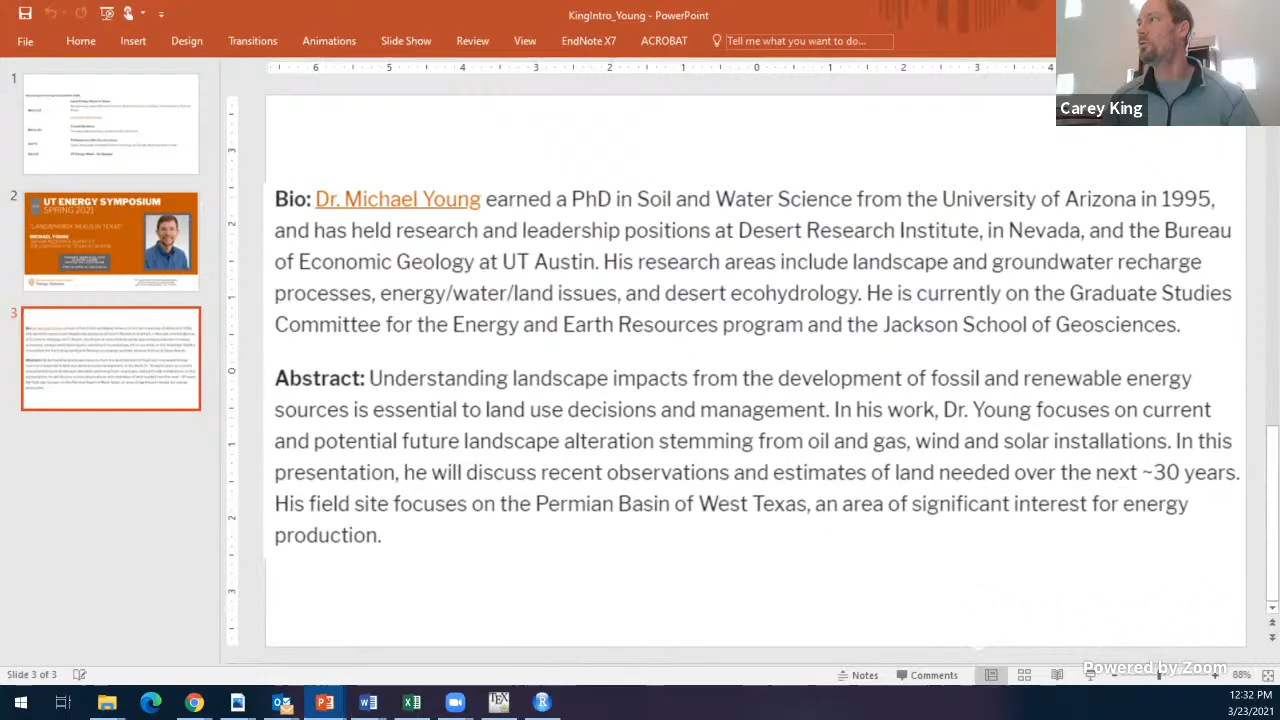 KingIntro_Young - PowerPoint
File Home Insert Design Transitions Animations Slide Show Review View EndNote X7 ACROBAT Tell me what you want to do...
Carey King
1
2
UT ENERGY SYMPOSIUM
SPRING 2021
MICHAEL YOUNG
3
Bio: Dr. Michael Young earned a PhD in Soil and Water Science from the University of Arizona in 1995,
and has held research and leadership positions at Desert Research Institute, in Nevada, and the Bureau
of Economic Geology at UT Austin. His research areas include landscape and groundwater recharge
processes, energy/water/land issues, and desert ecohydrology. He is currently on the Graduate Studies
Committee for the Energy and Earth Resources program and the Jackson School of Geosciences.
Abstract: Understanding landscape impacts from the development of fossil and renewable energy
sources is essential to land use decisions and management. In his work, Dr. Young focuses on current
and potential future landscape alteration stemming from oil and gas, wind and solar installations. In this
presentation, he will discuss recent observations and estimates of land needed over the next ~30 years.
His field site focuses on the Permian Basin of West Texas, an area of significant interest for energy
production.
Slide 3 of 3
Notes
Comments
88%
Powered by Zoom
12:32 PM
3/23/2021